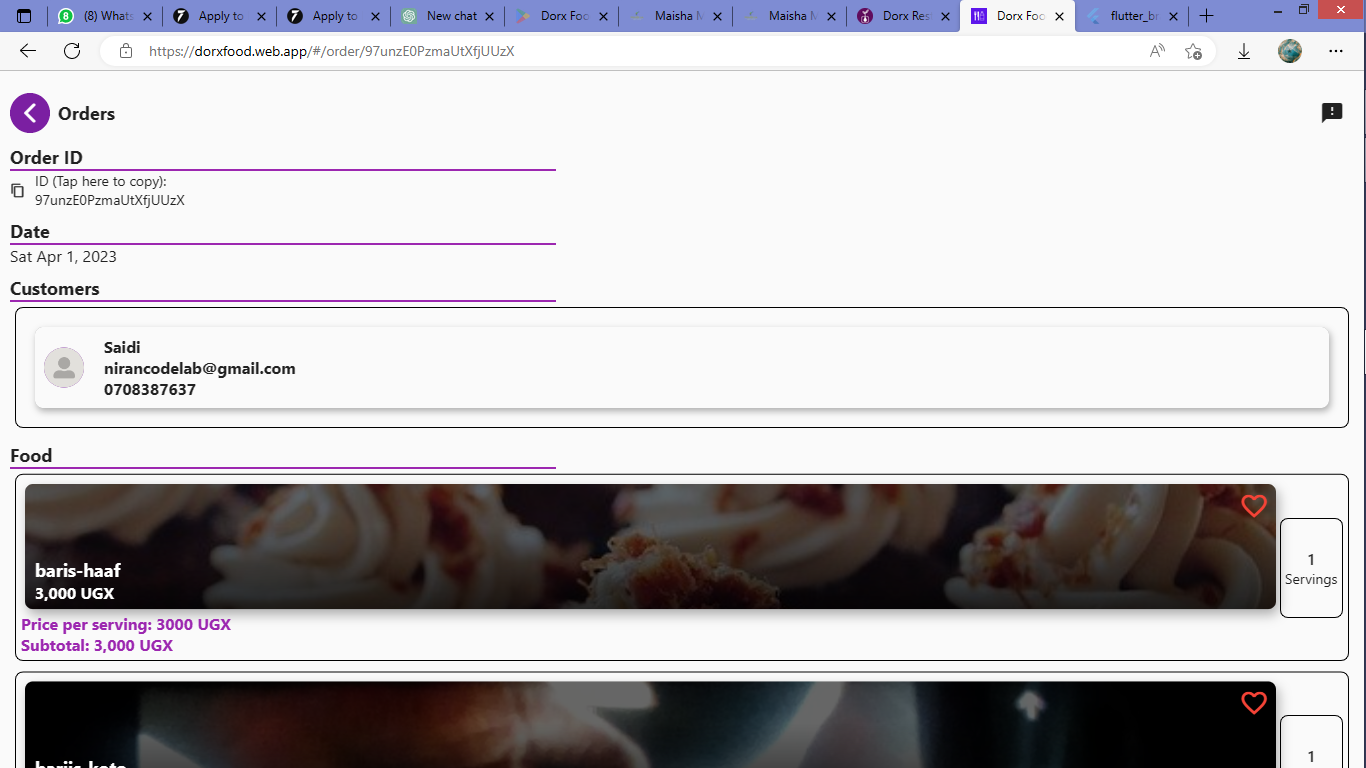 (8) Whats
Apply to
Apply to
New chat
Dorx Foo
Maisha M
Maisha M
Dorx Rest
Dorx Foo
flutter_br
https://dorxfood.web.app/#/order/97unzE0PzmaUtXfjUUzX
Orders
Order ID
ID (Tap here to copy):
97unzE0PzmaUtXfjUUzX
Date
Sat Apr 1, 2023
Customers
Saidi
nirancodelab@gmail.com
0708387637
Food
baris-haaf
3,000 UGX
1
Servings
Price per serving: 3000 UGX
Subtotal: 3,000 UGX
1